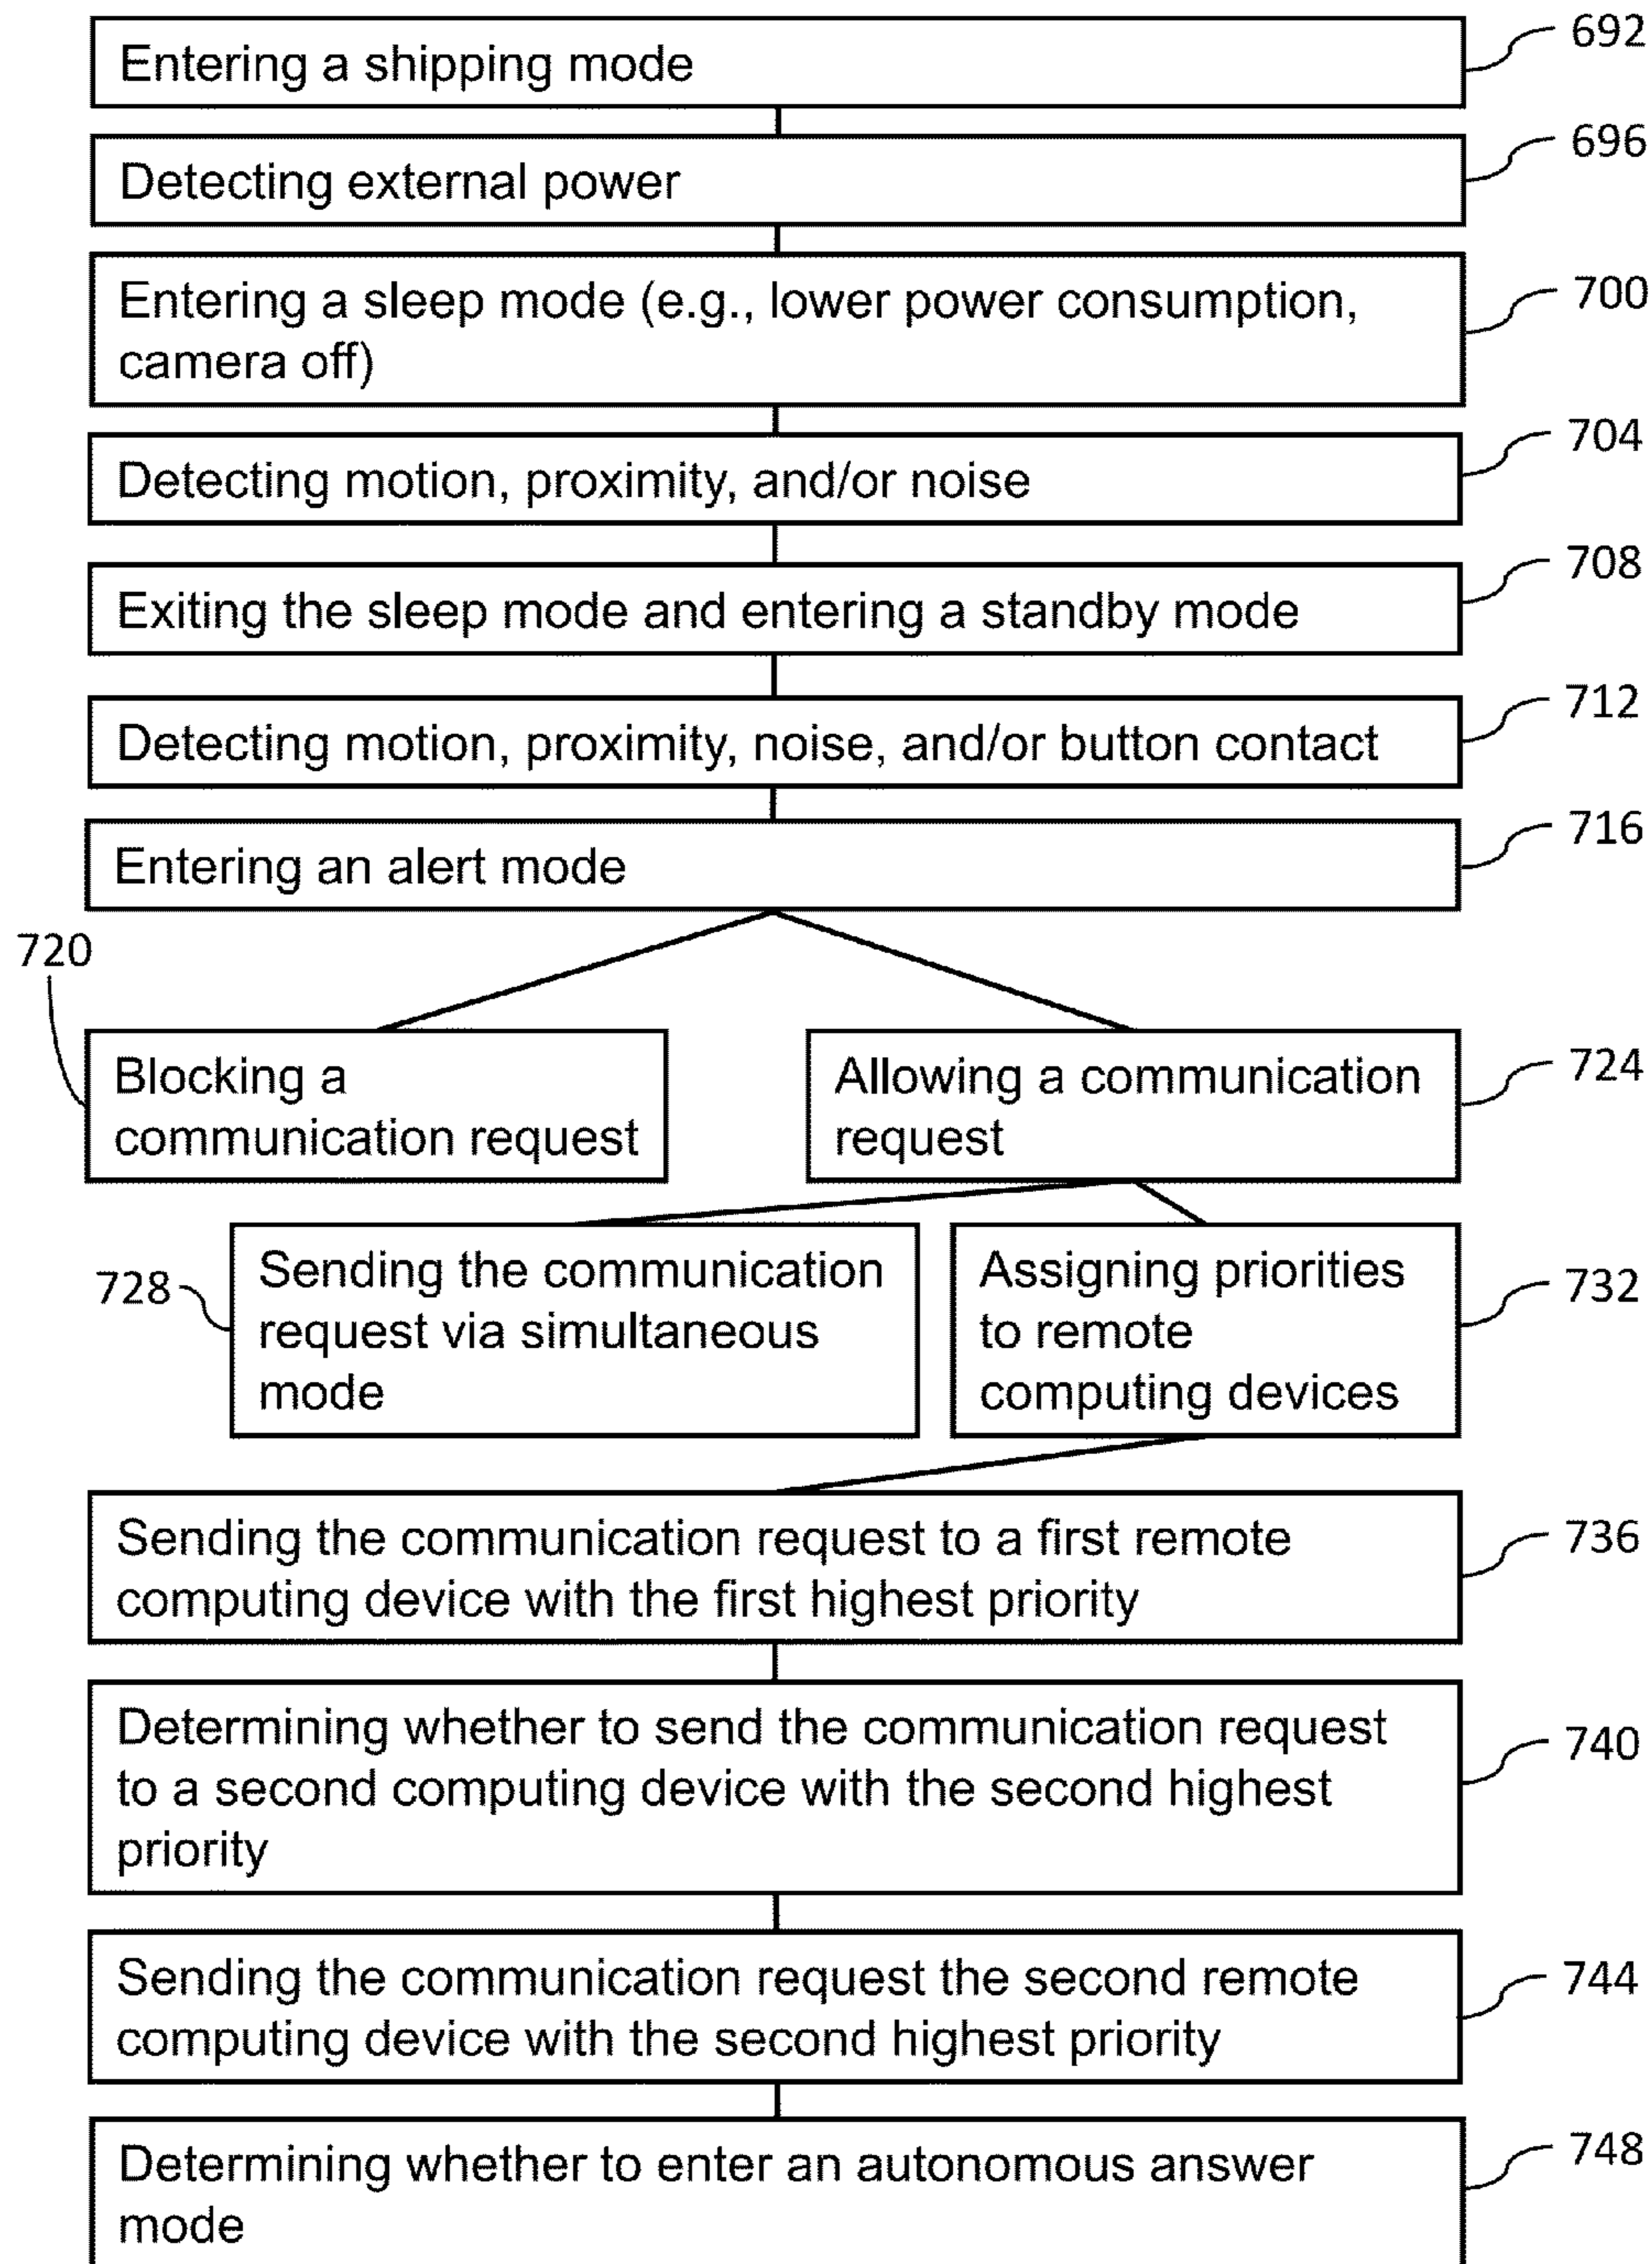 Entering a shipping mode
692
Detecting external power
696
Entering a sleep mode (e.g., lower power consumption,
camera off)
700
Detecting motion, proximity, and/or noise
704
Exiting the sleep mode and entering a standby mode
708
Detecting motion, proximity, noise, and/or button contact
712
Entering an alert mode
716
720
Blocking a
communication request
Allowing a communication
request
724
728
Sending the communication
request via simultaneous
mode
Assigning priorities
to remote
computing devices
732
Sending the communication request to a first remote
computing device with the first highest priority
736
Determining whether to send the communication request
to a second computing device with the second highest
priority
740
Sending the communication request the second remote
computing device with the second highest priority
744
Determining whether to enter an autonomous answer
mode
748